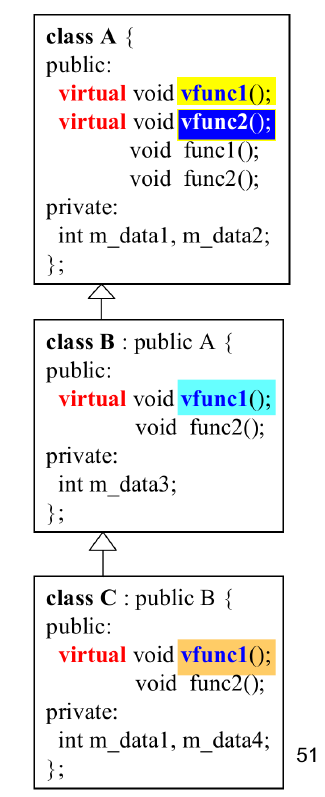 class A {
public:
virtual void vfunc1();
virtual void vfunc2();
void func1();
void func2();
private:
int m_data1, m_data2;
};
class B : public A {
public:
virtual void vfunc1();
void func2();
private:
int m_data3;
};
class C : public B {
public:
virtual void vfunc1();
void func2();
private:
int m_data1, m_data4;
};
51